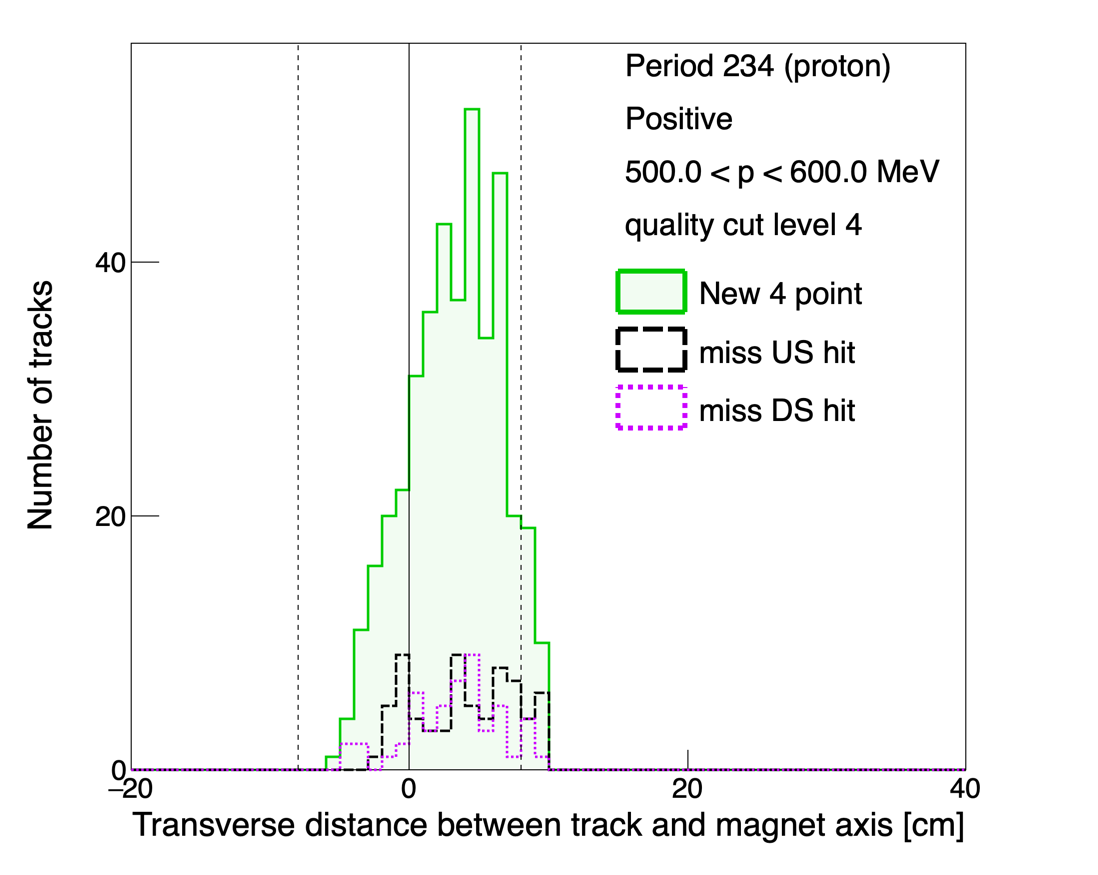 Period 234 (proton)
Positive
500.0 < p < 600.0 MeV
quality cut level 4
New 4 point
miss US hit
miss DS hit
Number of tracks
40
20
0
−20
0
20
40
Transverse distance between track and magnet axis [cm]